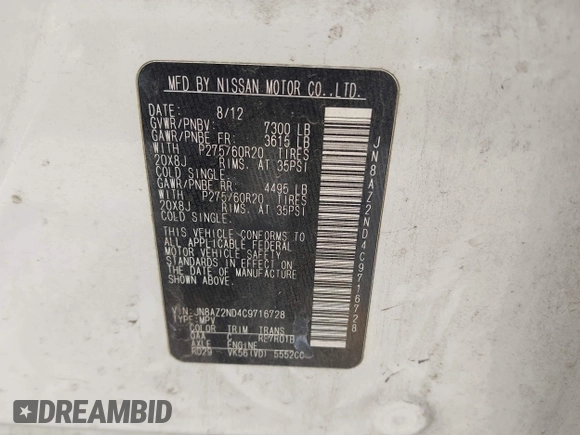 MFD BY NISSAN MOTOR CO.,LTD.
DATE: 8/12
GVWR/PNBV: 7300 LB
GAWR/PNBE FR: 3615 LB
WITH P275/60R20 TIRES
20X8J RIMS. AT 35PSI
COLD SINGLE.
GAWR/PNBE RR: 4495 LB
WITH P275/60R20 TIRES
20X8J RIMS. AT 35PSI
COLD SINGLE.
THIS VEHICLE CONFORMS TO
ALL APPLICABLE FEDERAL
MOTOR VEHICLE SAFETY
STANDARDS IN EFFECT ON
THE DATE OF MANUFACTURE
SHOWN ABOVE.
V.I.N: JN8AZ2ND4C9716728
TYPE: MPV
COLOR TRIM TRANS
QAA RE7R01B
AXLE ENGINE
RD29 VK56(VD) 5552CC
JN8AZ2ND4C9716728
DREAMBID